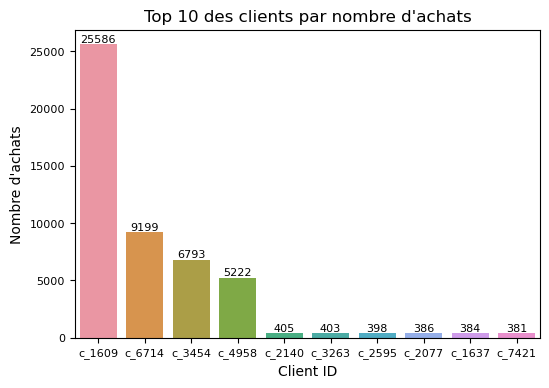 Top 10 des clients par nombre d'achats
Nombre d'achats
25000
20000
15000
10000
5000
0
25586
9199
6793
5222
405
403
398
386
384
381
c_1609
c_6714
c_3454
c_4958
c_2140
c_3263
c_2595
c_2077
c_1637
c_7421
Client ID